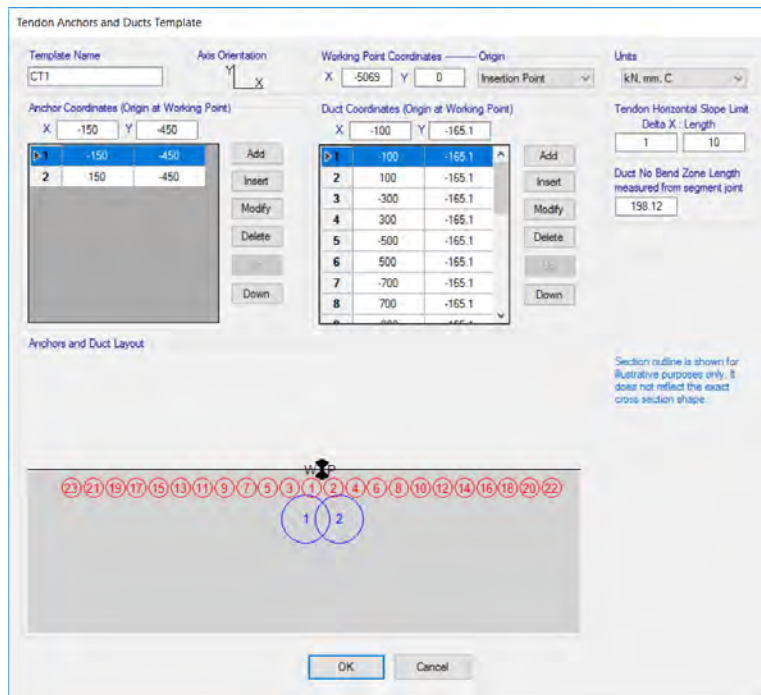 Tendon Anchors and Ducts Template
Template Name Axis Orientation Working Point Coordinates Origin Units
CT1 Y X X -5069 Y 0 Insertion Point kN, mm, C
Anchor Coordinates (Origin at Working Point) Duct Coordinates (Origin at Working Point) Tendon Horizontal Slope Limit
Delta X : Length
X -150 Y -450 X -100 Y -165.1 1 10
1 -150 -450 Add 1 -100 -165.1 Add
2 150 -450 Insert 2 100 -165.1 Insert
Duct No Bend Zone Length
measured from segment joint
3 -300 -165.1
Modify 4 300 -165.1 Modify 198.12
Delete 5 -500 -165.1 Delete
Up 6 500 -165.1 Up
7 -700 -165.1
Down 8 700 -165.1 Down
Anchors and Duct Layout
Section outline is shown for
illustrative purposes only. It
does not reflect the exact
cross section shape.
W P
23 21 19 17 15 13 11 9 7 5 3 1 2 4 6 8 10 12 14 16 18 20 22
1 2
OK Cancel